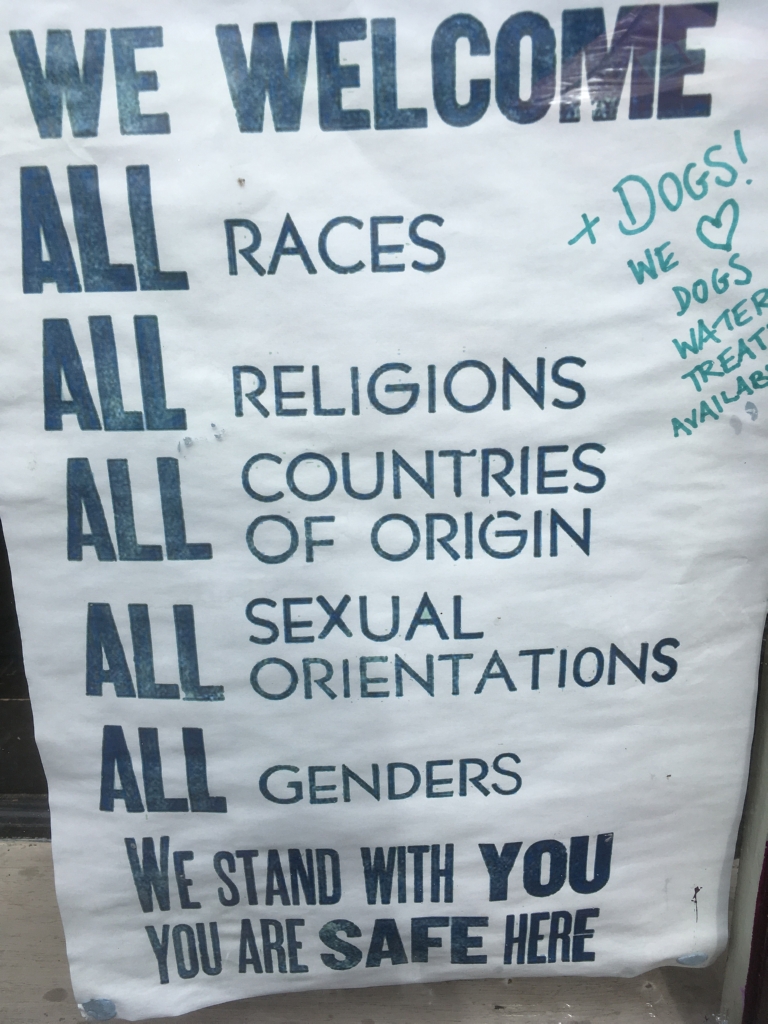 WE WELCOME
ALL RACES
+ DOGS!
WE ♡
DOGS
WATER
ALL RELIGIONS
ALL COUNTRIES
OF ORIGIN
ALL SEXUAL
ORIENTATIONS
ALL GENDERS
WE STAND WITH YOU
YOU ARE SAFE HERE